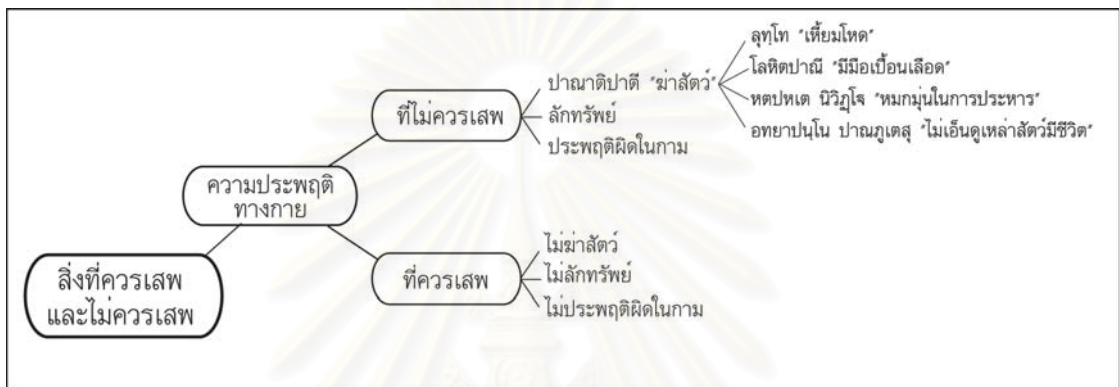 สิ่งที่ควรเสพ
และไม่ควรเสพ
ความประพฤติ
ทางกาย
ที่ไม่ควรเสพ
ปาณาติปาตี "ฆ่าสัตว์"
ลุทฺโท "เหี้ยมโหด"
โลหิตปาณี "มีมือเปื้อนเลือด"
หตปหเต นิวิฏฺโฐ "หมกมุ่นในการประหาร"
อทยาปนฺโน ปาณภูเตสุ "ไม่เอ็นดูเหล่าสัตว์มีชีวิต"
ลักทรัพย์
ประพฤติผิดในกาม
ที่ควรเสพ
ไม่ฆ่าสัตว์
ไม่ลักทรัพย์
ไม่ประพฤติผิดในกาม